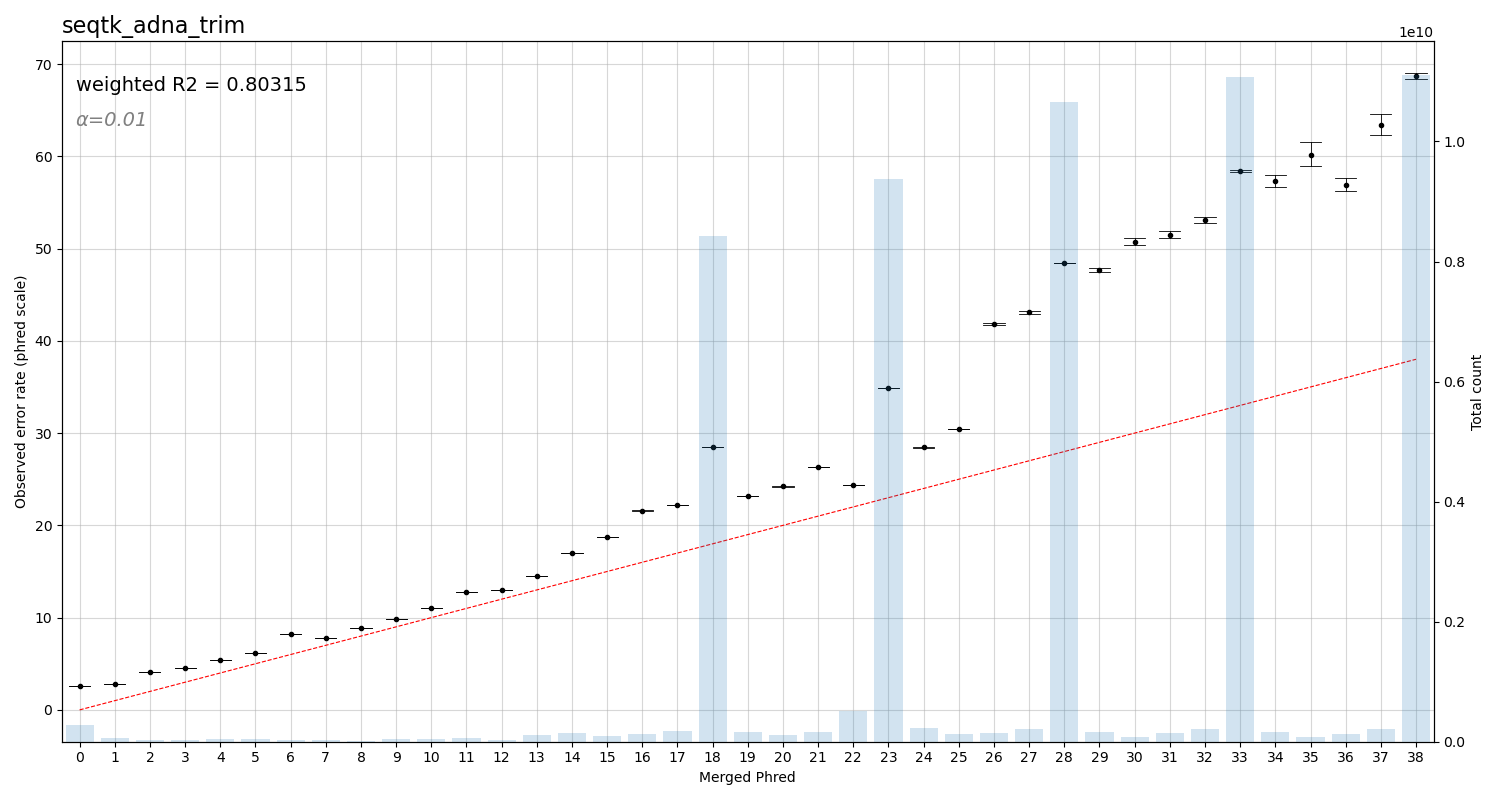 seqtk_adna_trim
1e10
weighted R2 = 0.80315
α=0.01
Observed error rate (phred scale)
70
60
50
40
30
20
10
0
1.0
0.8
0.6
0.4
0.2
0.0
Total count
0 1 2 3 4 5 6 7 8 9 10 11 12 13 14 15 16 17 18 19 20 21 22 23 24 25 26 27 28 29 30 31 32 33 34 35 36 37 38
Merged Phred